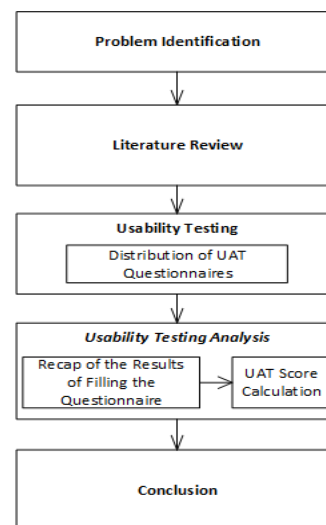 Problem Identification
Literature Review
Usability Testing
Distribution of UAT
Questionnaires
Usability Testing Analysis
Recap of the Results
of Filling the
Questionnaire
UAT Score
Calculation
Conclusion